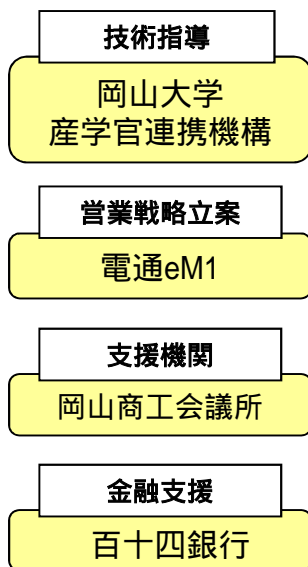 技術指導
岡山大学
産学官連携機構
営業戦略立案
電通eM1
支援機関
岡山商工会議所
金融支援
百十四銀行